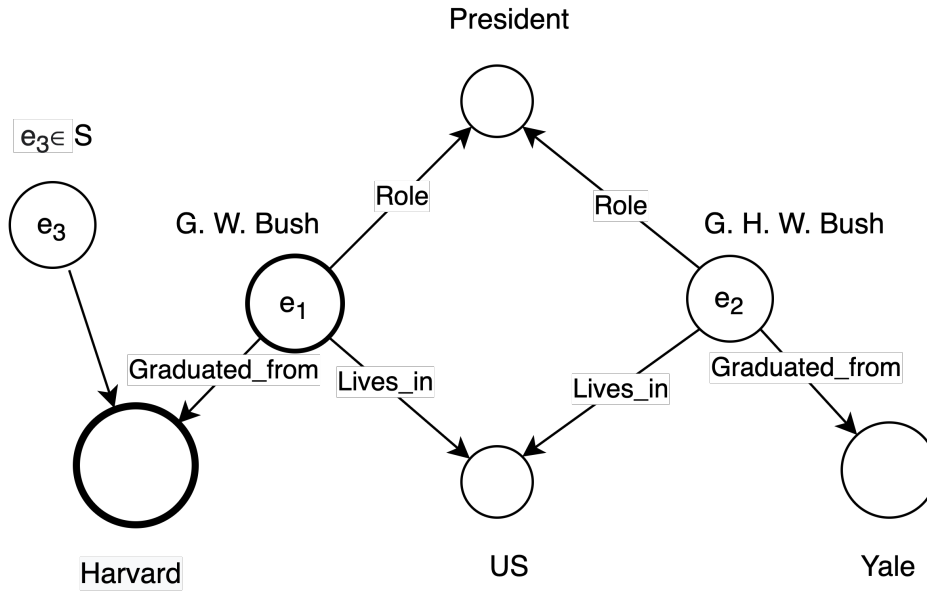 President
e₃∈ S
e₃
G. W. Bush
Role
Role
G. H. W. Bush
e₁
e₂
Graduated_from
Lives_in
Lives_in
Graduated_from
Harvard
US
Yale